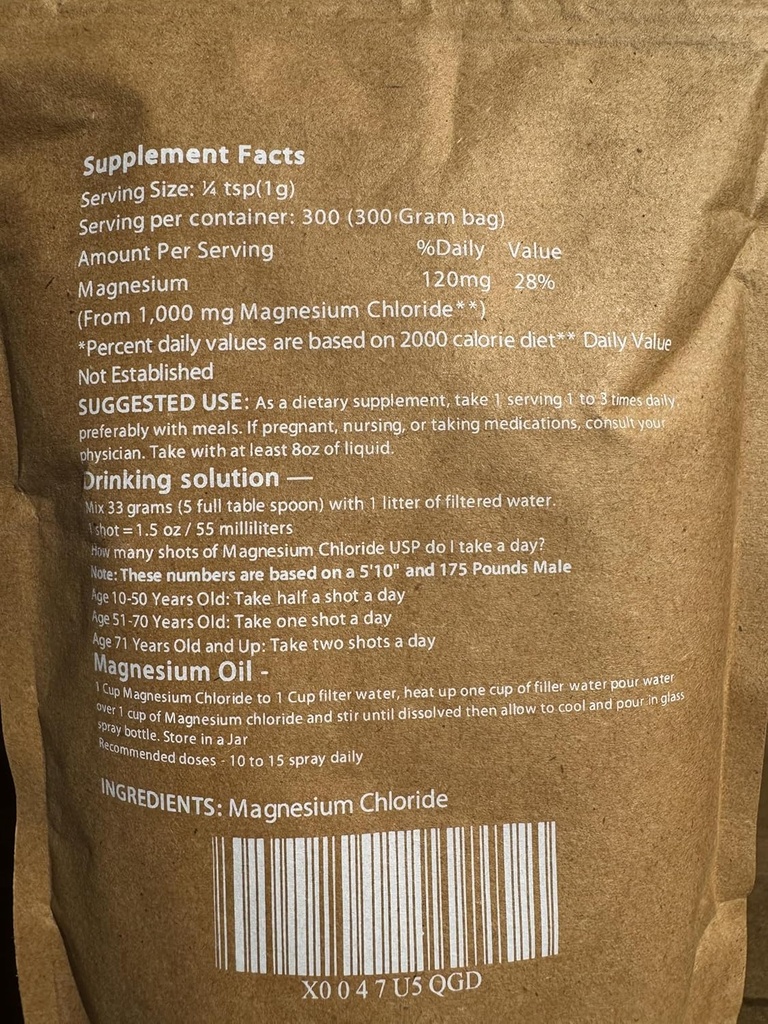 Supplement Facts
Serving Size: ¼ tsp(1g)
Serving per container: 300 (300 Gram bag)
Amount Per Serving %Daily Value
Magnesium 120mg 28%
(From 1,000 mg Magnesium Chloride**)
*Percent daily values are based on 2000 calorie diet** Daily Value
Not Established
SUGGESTED USE: As a dietary supplement, take 1 serving 1 to 3 times daily,
preferably with meals. If pregnant, nursing, or taking medications, consult your
physician. Take with at least 8oz of liquid.
Drinking solution —
Mix 33 grams (5 full table spoon) with 1 litter of filtered water.
1 shot = 1.5 oz / 55 milliliters
How many shots of Magnesium Chloride USP do I take a day?
Note: These numbers are based on a 5'10" and 175 Pounds Male
Age 10-50 Years Old: Take half a shot a day
Age 51-70 Years Old: Take one shot a day
Age 71 Years Old and Up: Take two shots a day
Magnesium Oil -
1 Cup Magnesium Chloride to 1 Cup filter water, heat up one cup of filler water pour water
over 1 cup of Magnesium chloride and stir until dissolved then allow to cool and pour in glass
spray bottle. Store in a Jar
Recommended doses - 10 to 15 spray daily
INGREDIENTS: Magnesium Chloride
X0047U5QGD